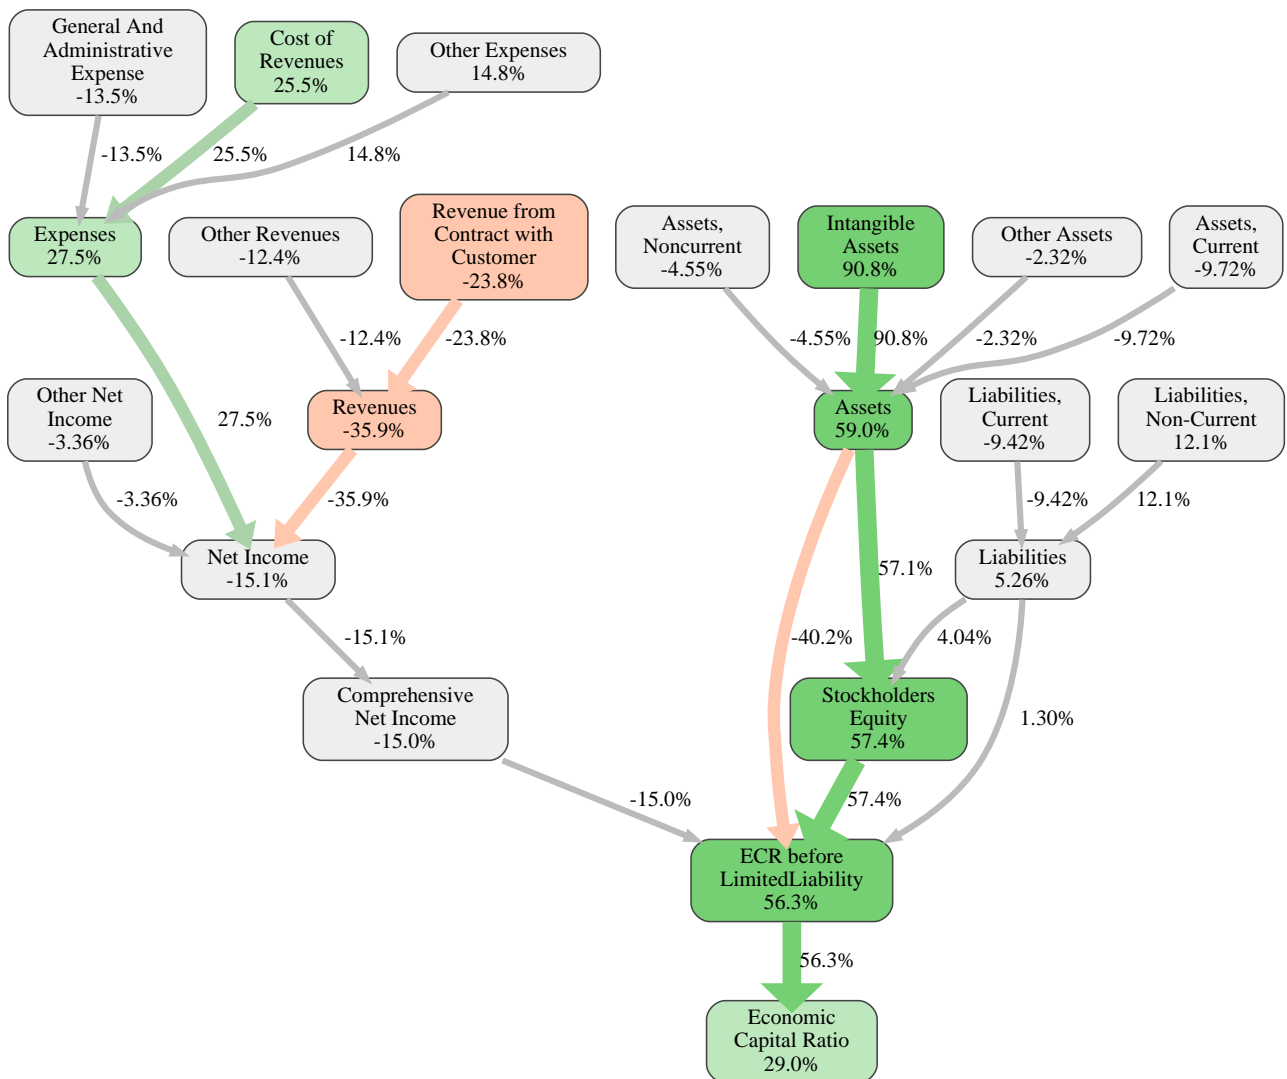 General And
Administrative
Expense
-13.5%
Cost of
Revenues
25.5%
Other Expenses
14.8%
-13.5%
25.5%
14.8%
Expenses
27.5%
Other Revenues
-12.4%
Revenue from
Contract with
Customer
-23.8%
Assets,
Noncurrent
-4.55%
Intangible
Assets
90.8%
Other Assets
-2.32%
Assets,
Current
-9.72%
-12.4%
-23.8%
-4.55%
90.8%
-2.32%
-9.72%
Other Net
Income
-3.36%
27.5%
Revenues
-35.9%
Assets
59.0%
Liabilities,
Current
-9.42%
Liabilities,
Non-Current
12.1%
-3.36%
-35.9%
-9.42%
12.1%
Net Income
-15.1%
57.1%
Liabilities
5.26%
-15.1%
-40.2%
4.04%
Comprehensive
Net Income
-15.0%
Stockholders
Equity
57.4%
1.30%
-15.0%
57.4%
ECR before
LimitedLiability
56.3%
56.3%
Economic
Capital Ratio
29.0%